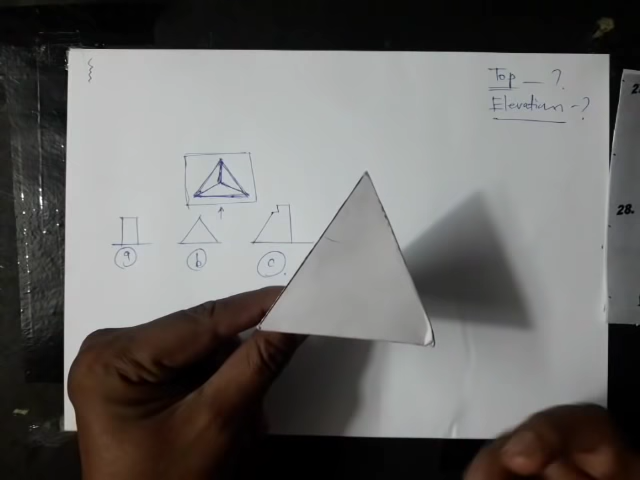 Top — ?
Elevation - ?
a b c
28.